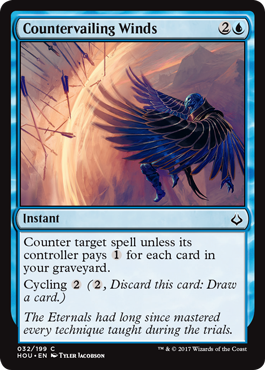 Countervailing Winds 2
Instant
Counter target spell unless its
controller pays 1 for each card in
your graveyard.
Cycling 2 (2, Discard this card: Draw
a card.)
The Eternals had long since mastered
every technique taught during the trials.
032/199 C
HOU • EN Tyler Jacobson
™ & © 2017 Wizards of the Coast